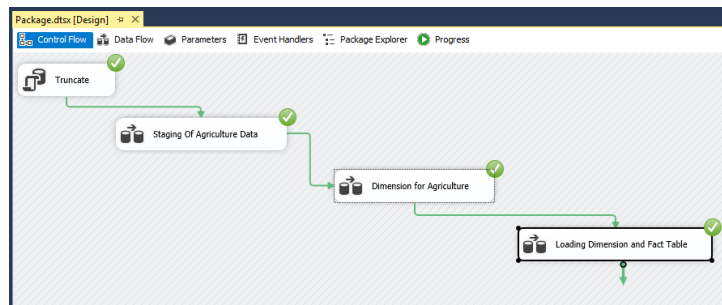 Package.dtsx [Design]
Control Flow Data Flow Parameters Event Handlers Package Explorer Progress
Truncate
Staging Of Agriculture Data
Dimension for Agriculture
Loading Dimension and Fact Table